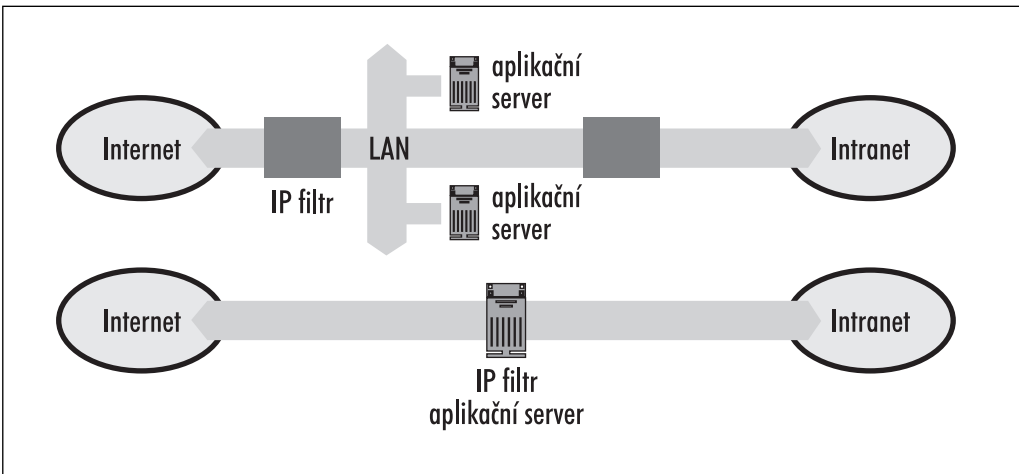 aplikační
server
Internet
LAN
Intranet
IP filtr
aplikační
server
Internet
Intranet
IP filtr
aplikační server